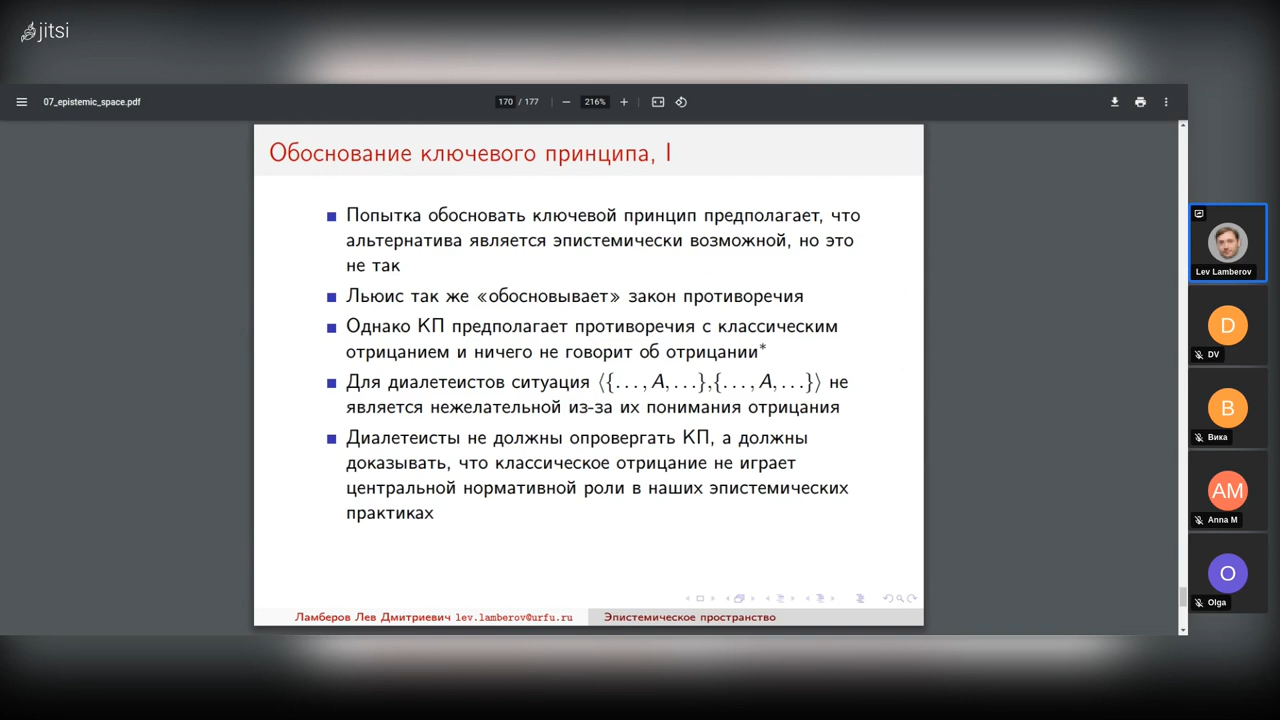 jitsi
07_epistemic_space.pdf
170 / 177
216%
Обоснование ключевого принципа, I
Попытка обосновать ключевой принцип предполагает, что
альтернатива является эпистемически возможной, но это
не так
Льюис так же «обосновывает» закон противоречия
Однако КП предполагает противоречия с классическим
отрицанием и ничего не говорит об отрицании*
Для диалетеистов ситуация ⟨{..., A, ...},{..., A, ...}⟩ не
является нежелательной из-за их понимания отрицания
Диалетеисты не должны опровергать КП, а должны
доказывать, что классическое отрицание не играет
центральной нормативной роли в наших эпистемических
практиках
Ламберов Лев Дмитриевич lev.lamberov@urfu.ru
Эпистемическое пространство
Lev Lamberov
D
DV
B
Вика
AM
Anna M
O
Olga